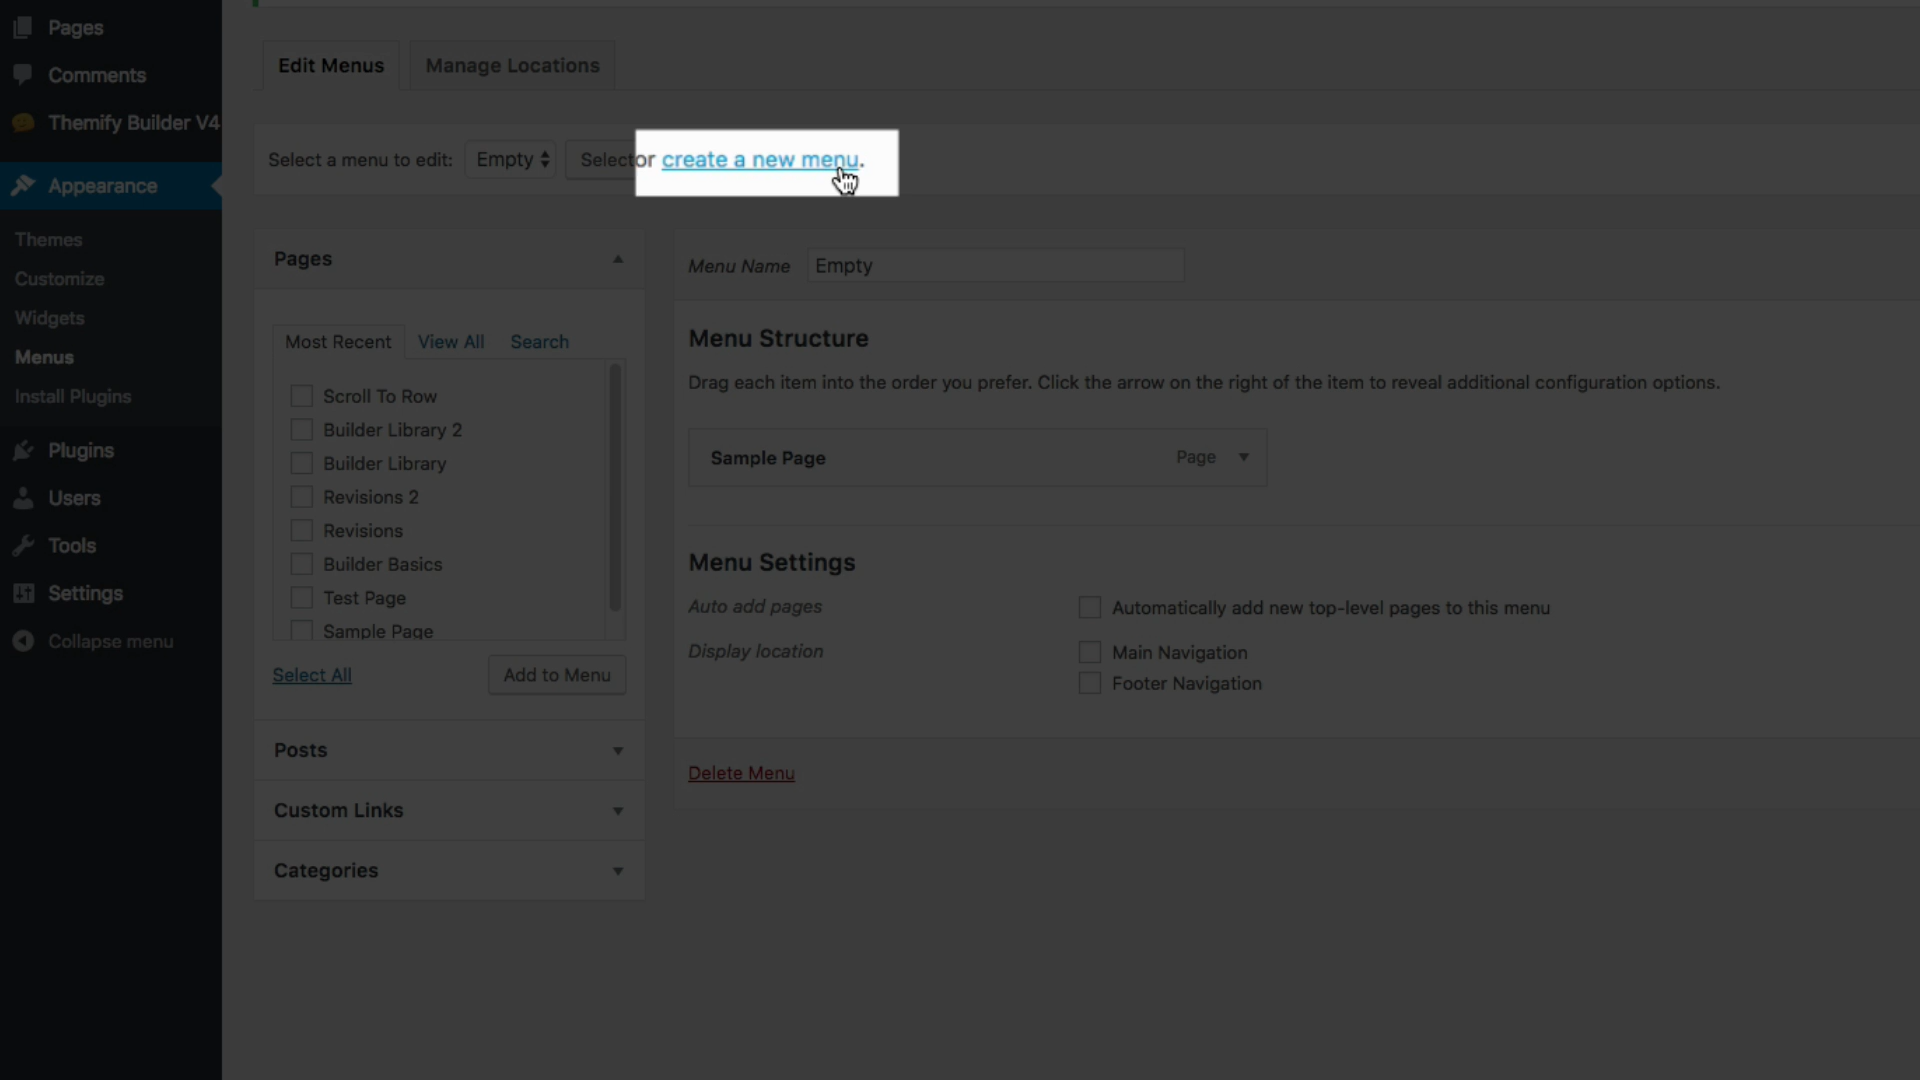 Pages
Comments
Themify Builder V4
Appearance
Themes
Customize
Widgets
Menus
Install Plugins
Plugins
Users
Tools
Settings
Collapse menu
Edit Menus
Manage Locations
Select a menu to edit: Empty Select or create a new menu.
Pages
Most Recent View All Search
Scroll To Row
Builder Library 2
Builder Library
Revisions 2
Revisions
Builder Basics
Test Page
Sample Page
Select All
Add to Menu
Posts
Custom Links
Categories
Menu Name Empty
Menu Structure
Drag each item into the order you prefer. Click the arrow on the right of the item to reveal additional configuration options.
Sample Page Page
Menu Settings
Auto add pages Automatically add new top-level pages to this menu
Display location Main Navigation
Footer Navigation
Delete Menu